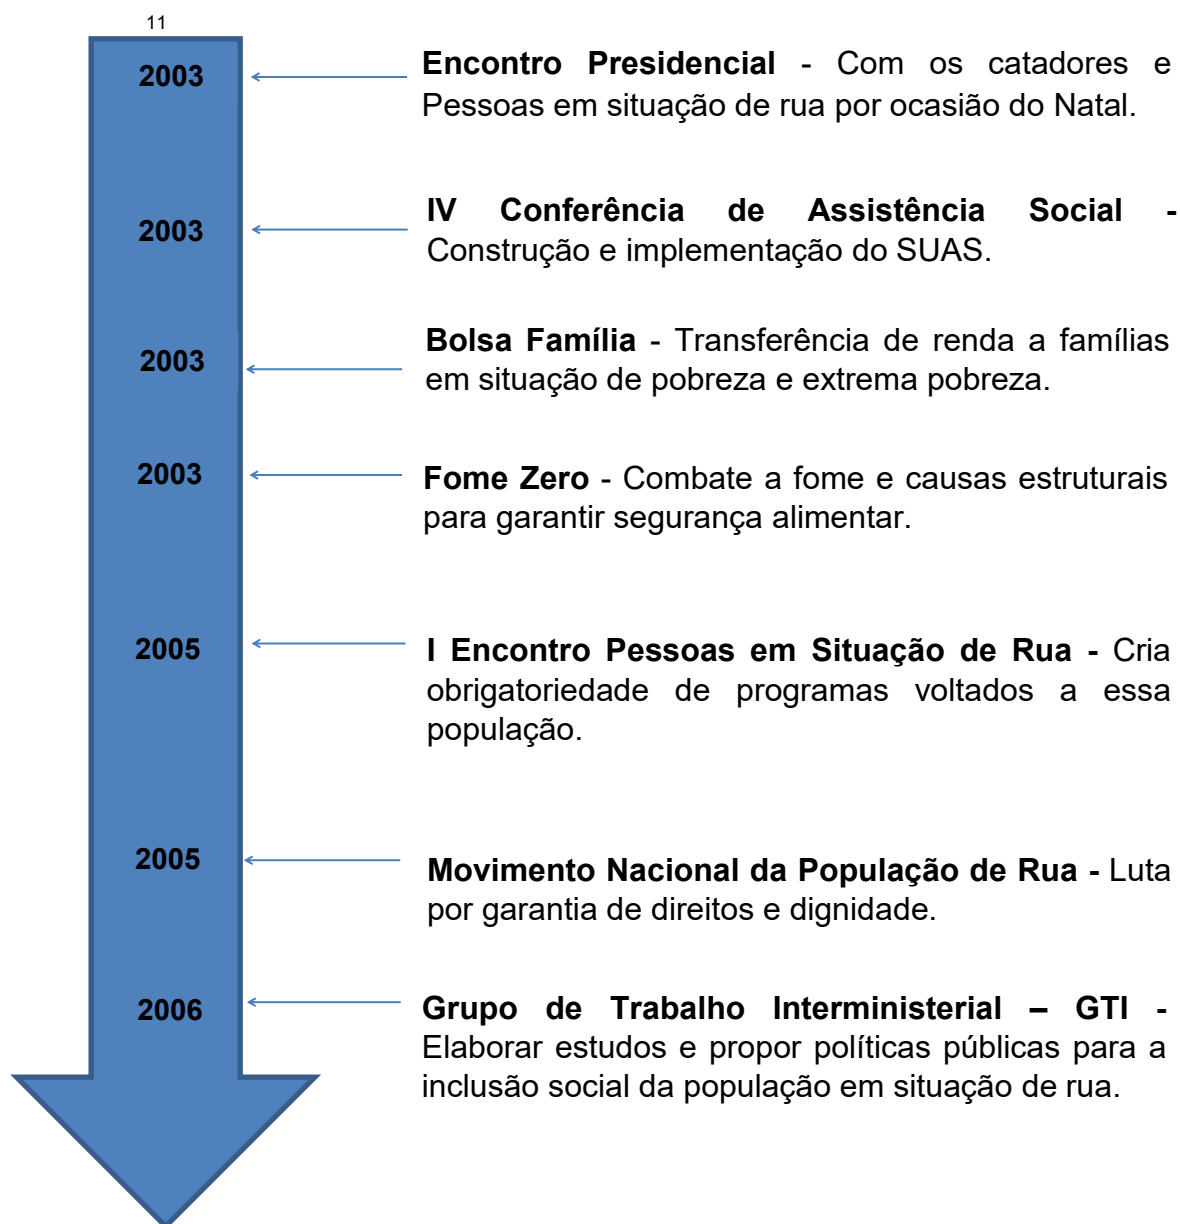 11
2003
Encontro Presidencial - Com os catadores e
Pessoas em situação de rua por ocasião do Natal.
2003
IV Conferência de Assistência Social -
Construção e implementação do SUAS.
2003
Bolsa Família - Transferência de renda a famílias
em situação de pobreza e extrema pobreza.
2003
Fome Zero - Combate a fome e causas estruturais
para garantir segurança alimentar.
2005
I Encontro Pessoas em Situação de Rua - Cria
obrigatoriedade de programas voltados a essa
população.
2005
Movimento Nacional da População de Rua - Luta
por garantia de direitos e dignidade.
2006
Grupo de Trabalho Interministerial – GTI -
Elaborar estudos e propor políticas públicas para a
inclusão social da população em situação de rua.